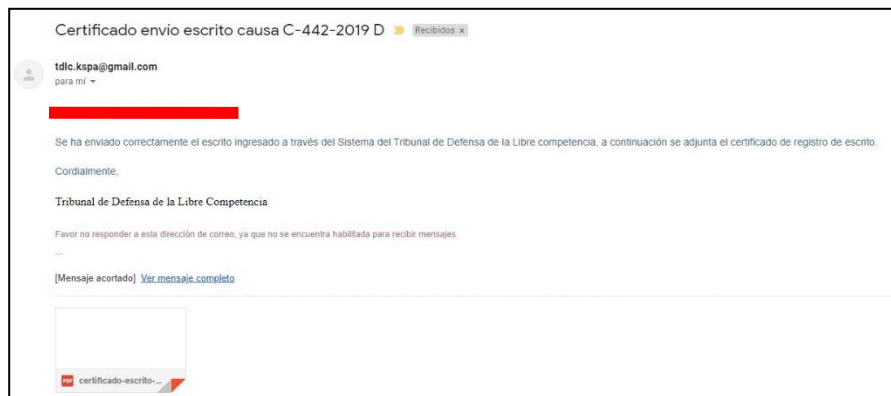 Certificado envío escrito causa C-442-2019 D Recibidos x
tdlc.kspa@gmail.com
para mí
Se ha enviado correctamente el escrito ingresado a través del Sistema del Tribunal de Defensa de la Libre competencia, a continuación se adjunta el certificado de registro de escrito.
Cordialmente,
Tribunal de Defensa de la Libre Competencia
Favor no responder a esta dirección de correo, ya que no se encuentra habilitada para recibir mensajes.
...
[Mensaje acortado] Ver mensaje completo
PDF certificado-escrito-...